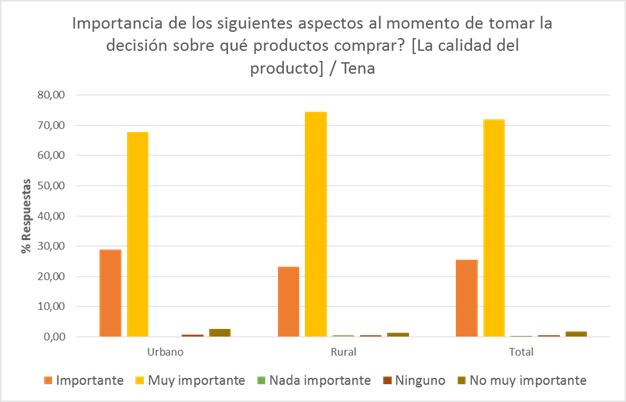 Importancia de los siguientes aspectos al momento de tomar la
decisión sobre qué productos comprar? [La calidad del
producto] / Tena
80,00
70,00
60,00
50,00
40,00
30,00
20,00
10,00
0,00
% Respuestas
Urbano Rural Total
Importante Muy importante Nada importante Ninguno No muy importante